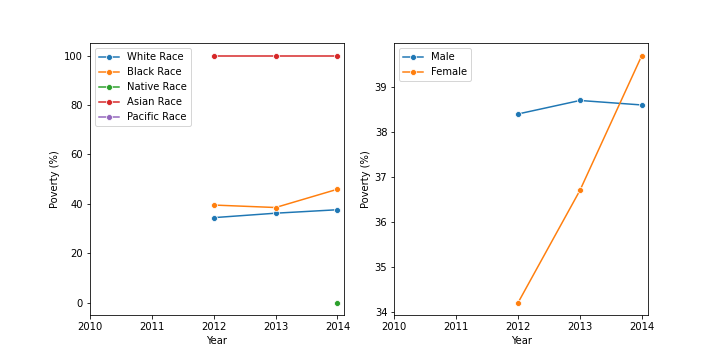 100
80
60
40
20
0
Poverty (%)
White Race
Black Race
Native Race
Asian Race
Pacific Race
2010 2011 2012 2013 2014
Year
39
38
37
36
35
34
Poverty (%)
Male
Female
2010 2011 2012 2013 2014
Year